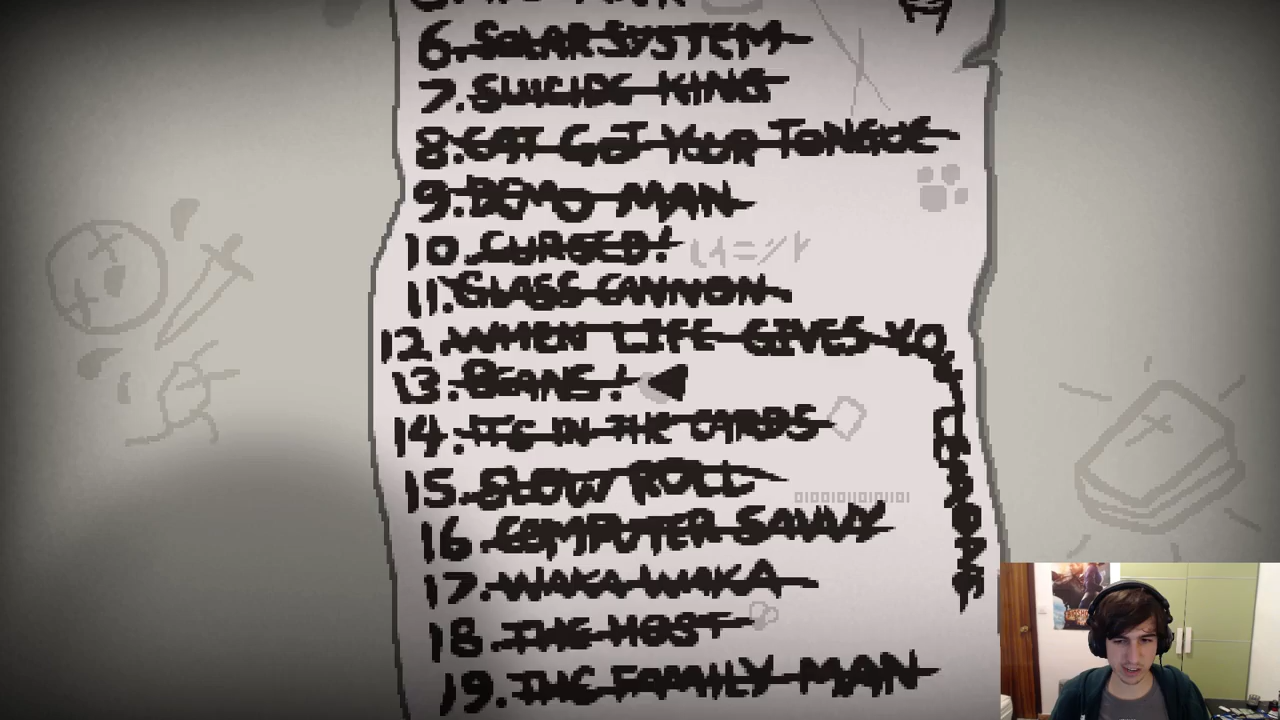 6. SOLAR SYSTEM
7. SUICIDE KING
8. CAT GOT YOUR TONGUE
9. DEMO MAN
10. CURSED!
11. GLASS CANNON
12 WHEN LIFE GIVES YOU LEMONS
13. BEANS!
14. ITS IN THE CARDS
15. SLOW ROLL
01001011010101
16 COMPUTER SAVVY
17. WAKA WAKA
18 .THE HOST
19. THE FAMILY MAN